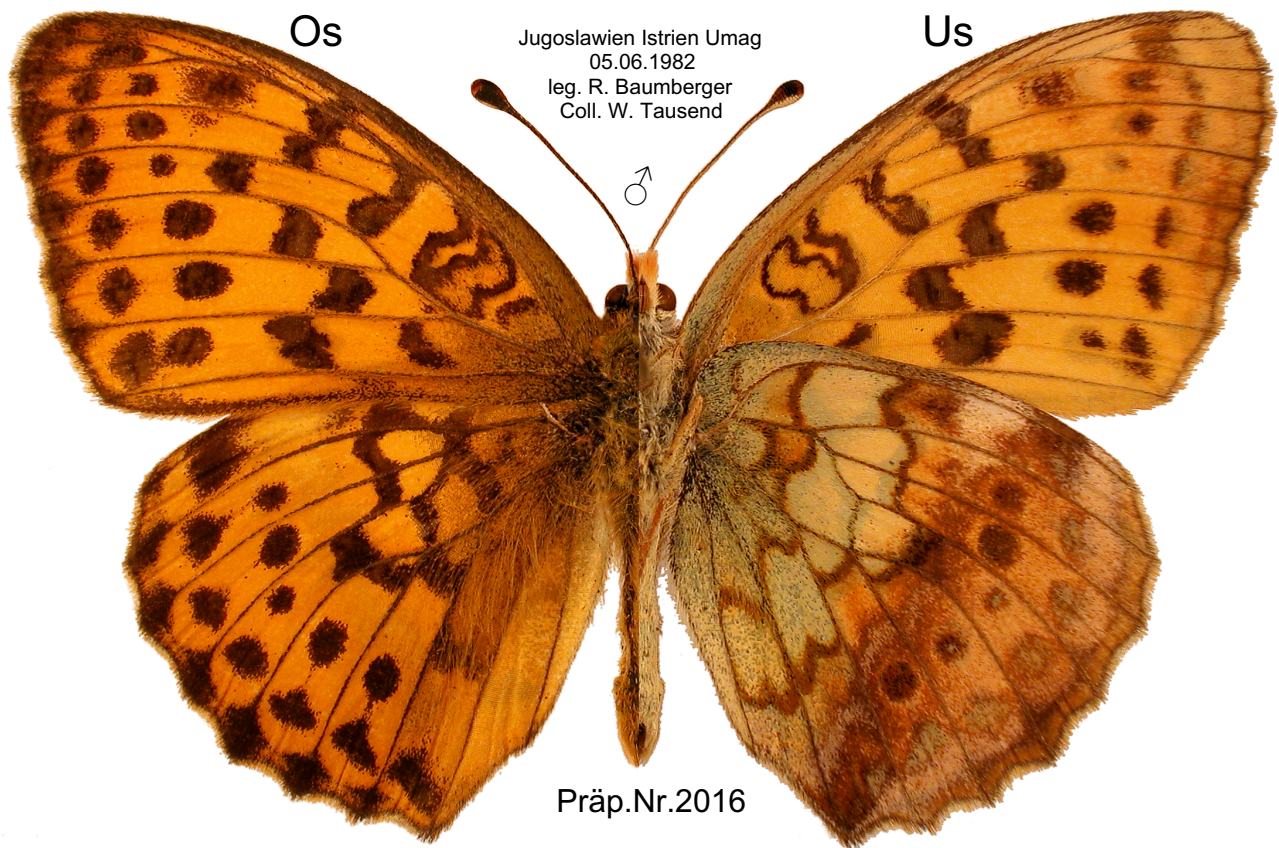 Os
Us
Jugoslawien Istrien Umag
05.06.1982
leg. R. Baumberger
Coll. W. Tausend
♂
Präp.Nr.2016